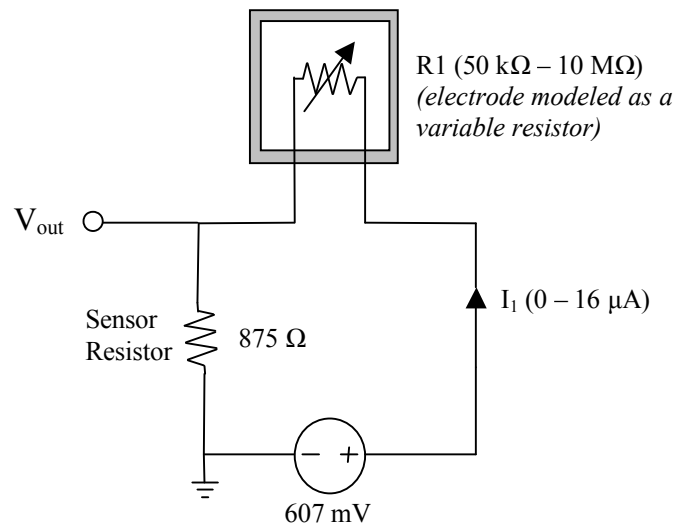 R1 (50 kΩ – 10 MΩ)
(electrode modeled as a
variable resistor)
Vout
I1 (0 – 16 μA)
Sensor
Resistor
875 Ω
– +
607 mV